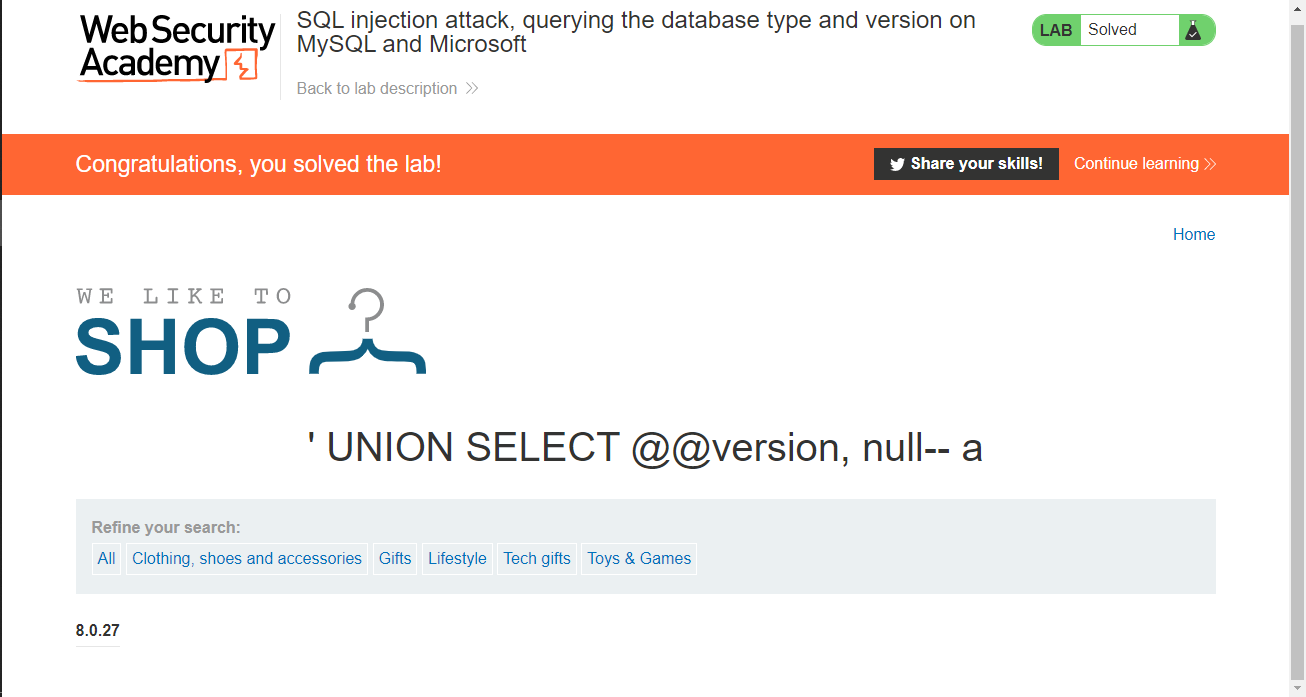 Web Security
Academy
SQL injection attack, querying the database type and version on
MySQL and Microsoft
Back to lab description
LAB Solved
Congratulations, you solved the lab!
Share your skills!
Continue learning
Home
WE LIKE TO
SHOP
' UNION SELECT @@version, null-- a
Refine your search:
All Clothing, shoes and accessories Gifts Lifestyle Tech gifts Toys & Games
8.0.27